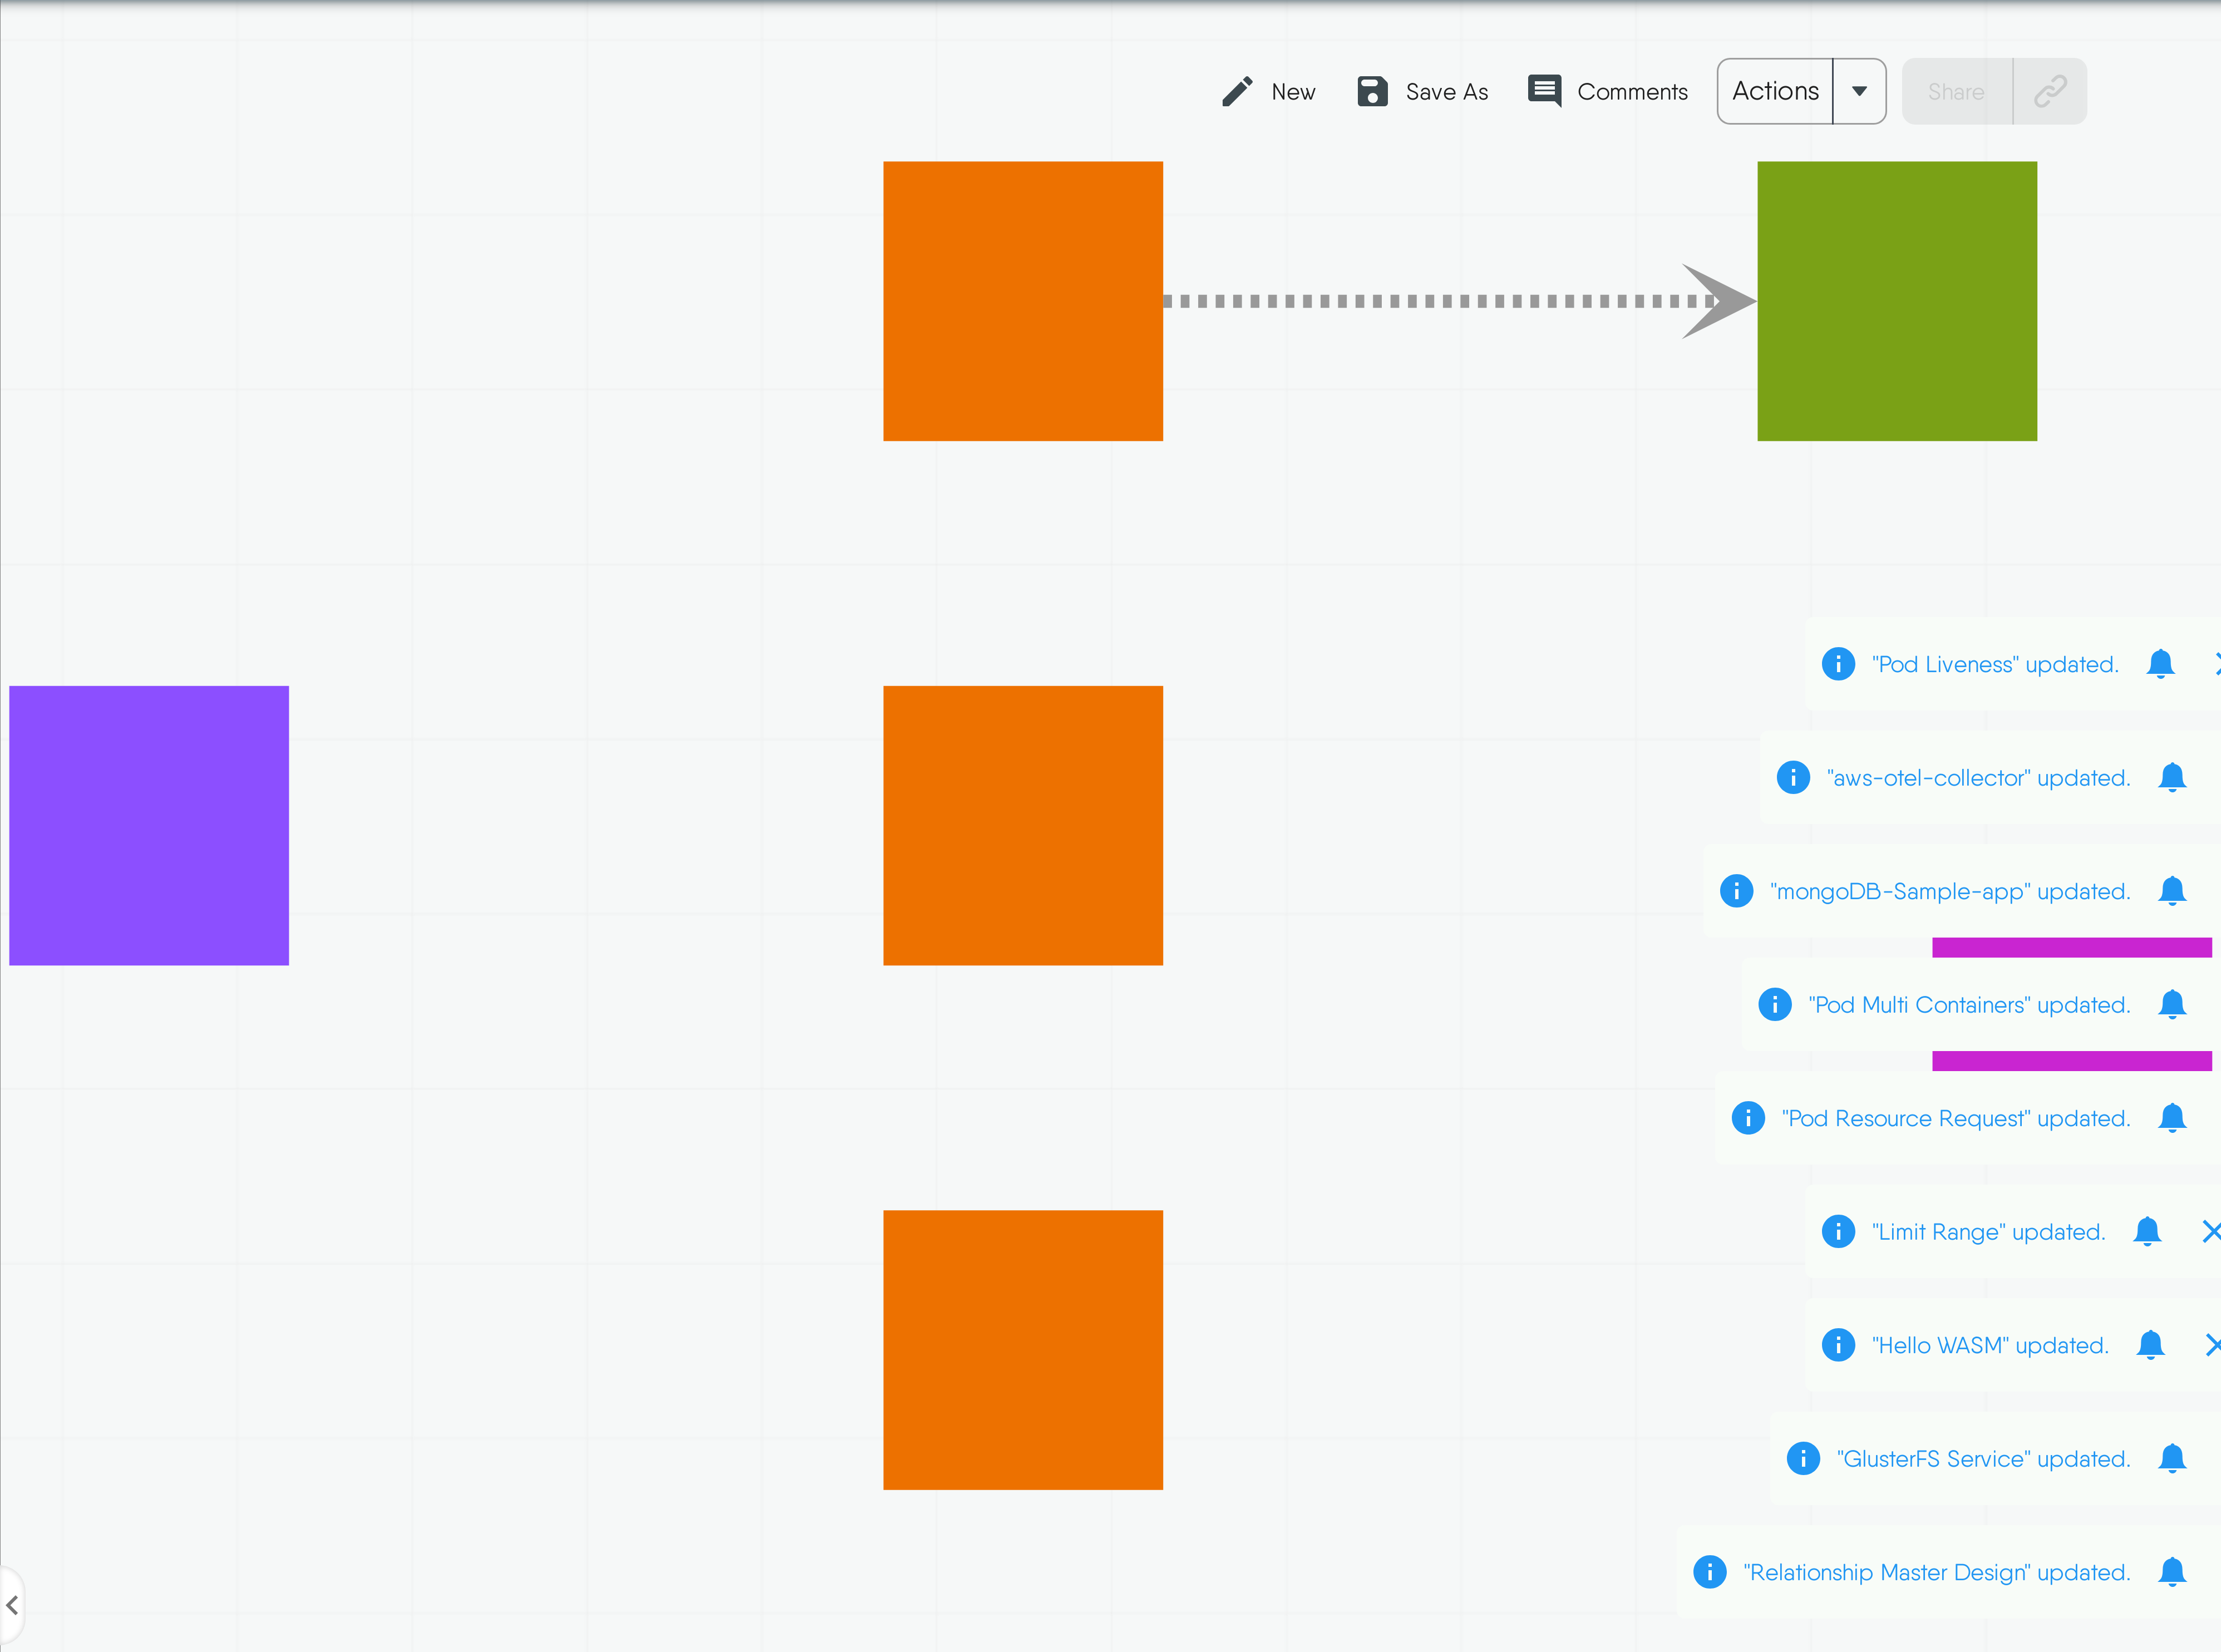 New Save As Comments Actions Share
"Pod Liveness" updated.
"aws-otel-collector" updated.
"mongoDB-Sample-app" updated.
"Pod Multi Containers" updated.
"Pod Resource Request" updated.
"Limit Range" updated.
"Hello WASM" updated.
"GlusterFS Service" updated.
"Relationship Master Design" updated.